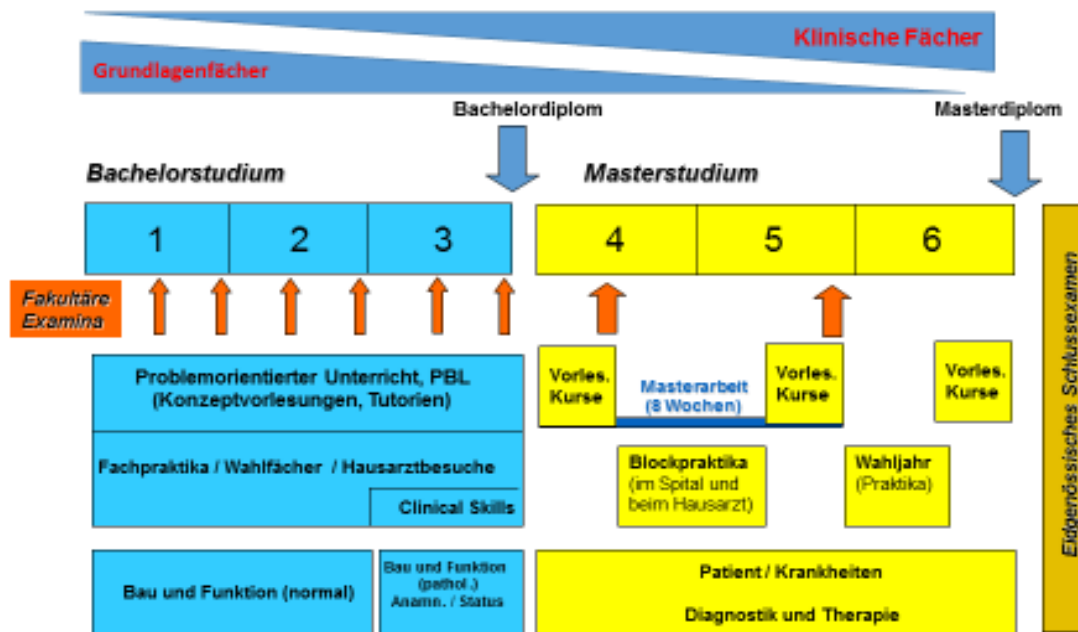 Klinische Fächer
Grundlagenfächer
Bachelordiplom
Masterdiplom
Bachelorstudium
Masterstudium
1
2
3
4
5
6
Fakultäre
Examina
Problemorientierter Unterricht, PBL
(Konzeptvorlesungen, Tutorien)
Vorles.
Kurse
Masterarbeit
(8 Wochen)
Vorles.
Kurse
Vorles.
Kurse
Fachpraktika / Wahlfächer / Hausarztbesuche
Clinical Skills
Blockpraktika
(im Spital und
beim Hausarzt)
Wahljahr
(Praktika)
Bau und Funktion (normal)
Bau und Funktion
(pathol.)
Anamn. / Status
Patient / Krankheiten
Diagnostik und Therapie
Eidgenössisches Schlussexamen